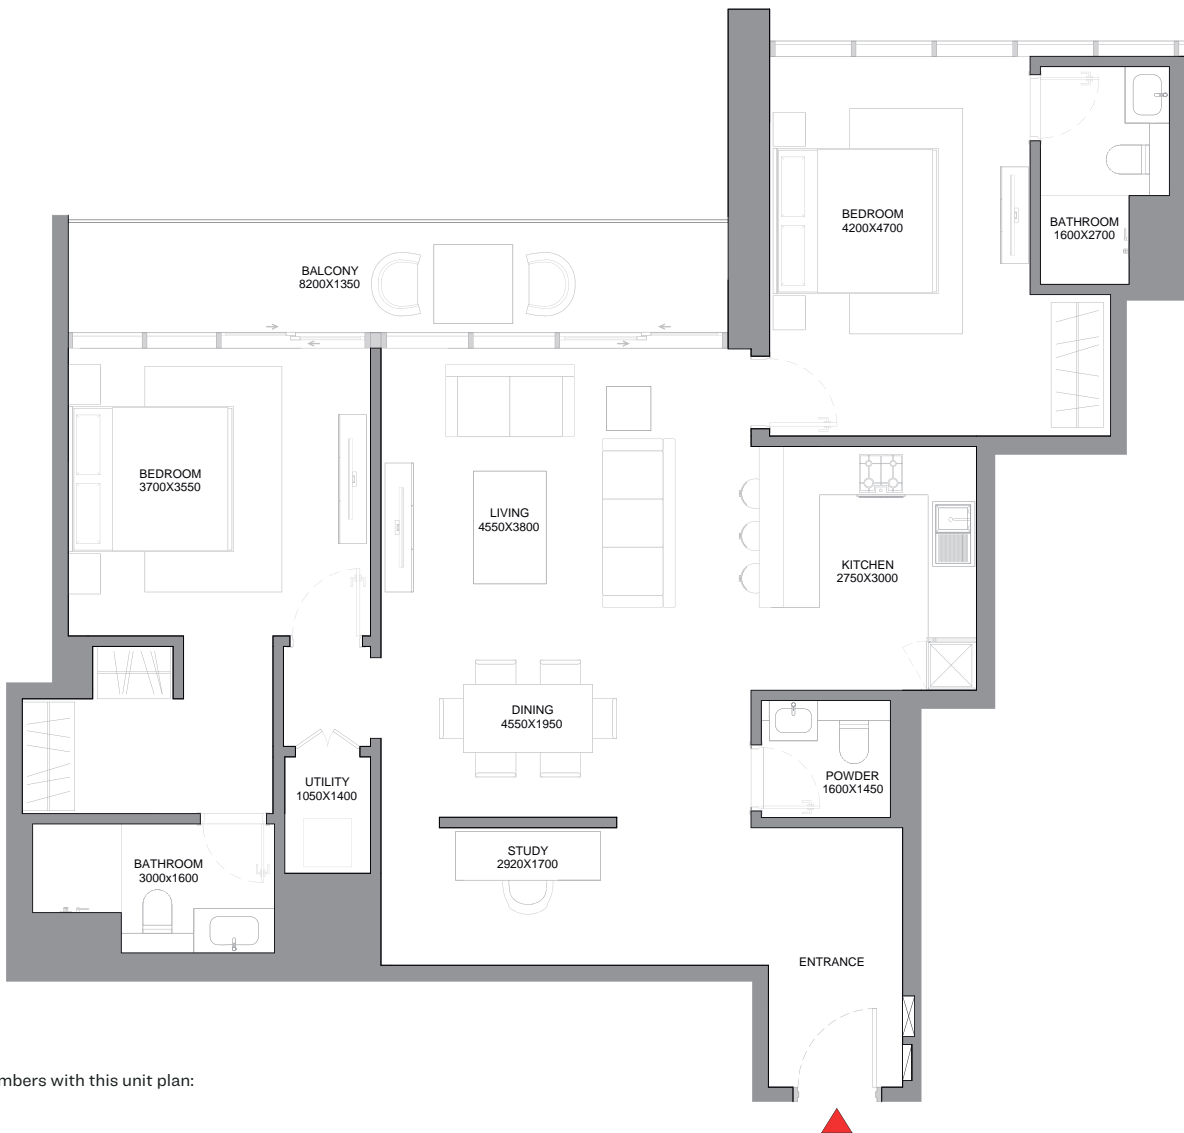 BEDROOM
4200X4700
BATHROOM
1600X2700
BALCONY
8200X1350
BEDROOM
3700X3550
LIVING
4550X3800
KITCHEN
2750X3000
DINING
4550X1950
UTILITY
1050X1400
POWDER
1600X1450
STUDY
2920X1700
BATHROOM
3000x1600
ENTRANCE
mbers with this unit plan: